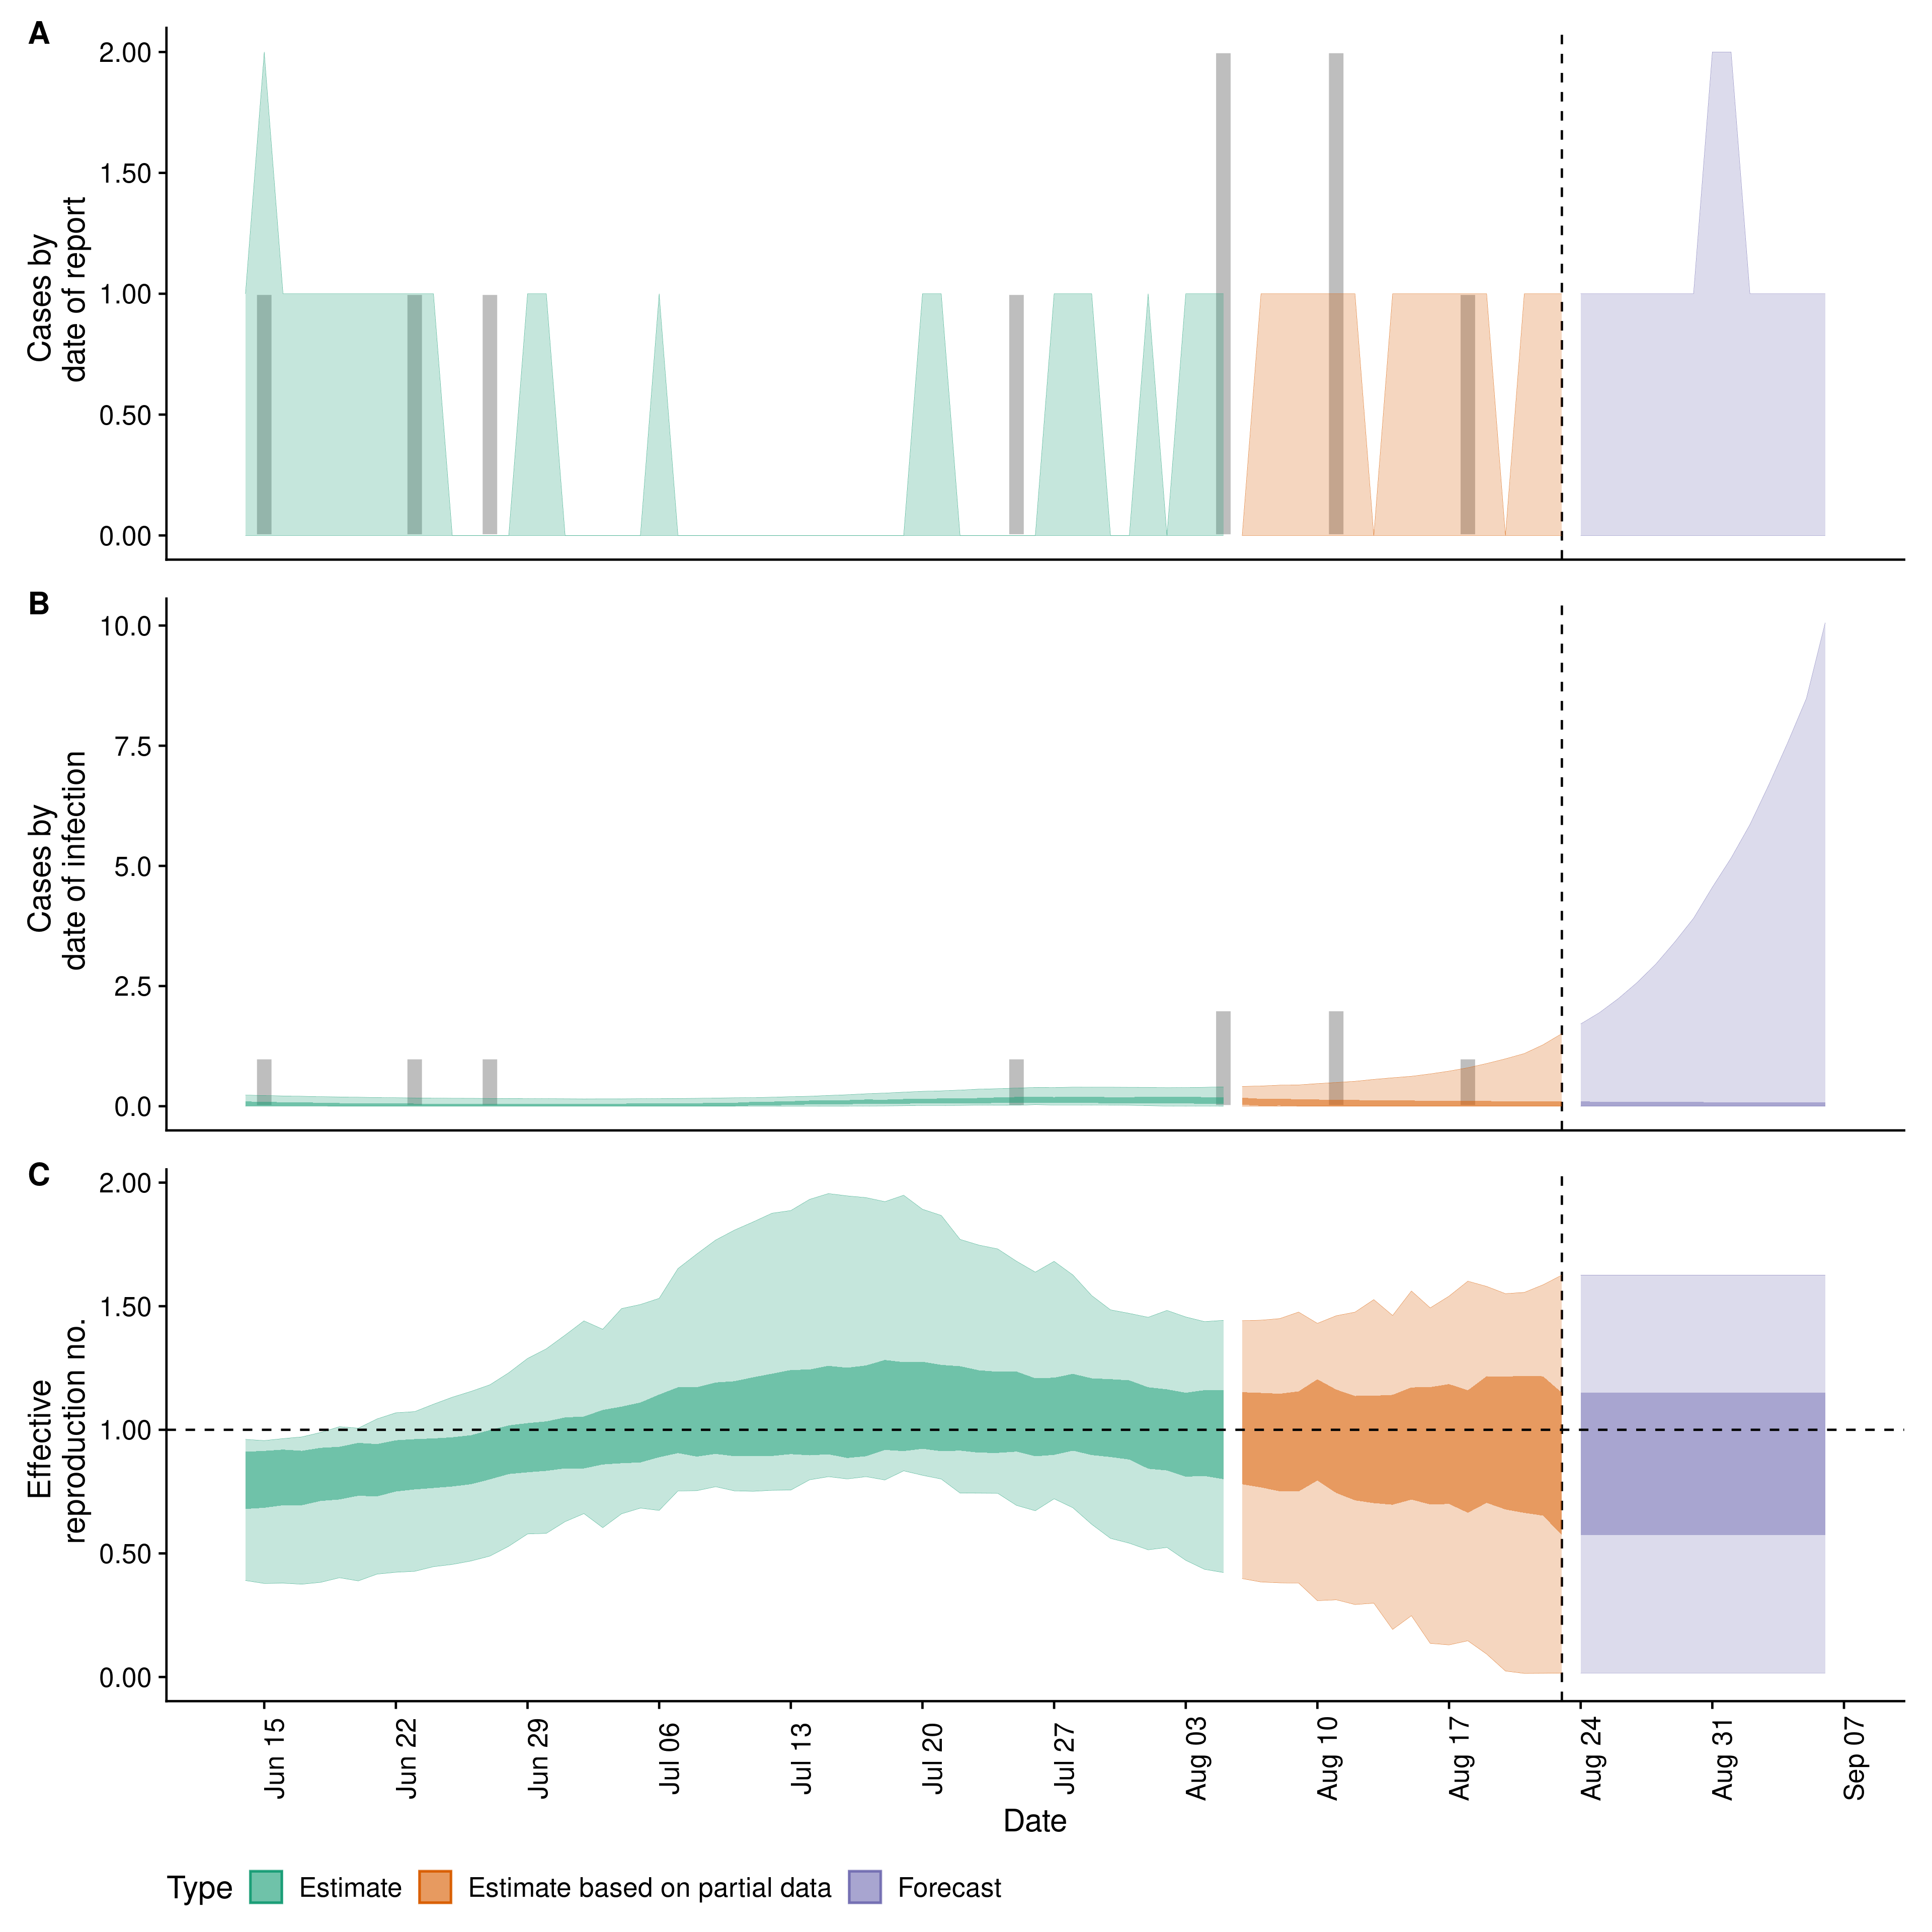 A
2.00
1.50
1.00
0.50
0.00
Cases by
date of report
B
10.0
7.5
5.0
2.5
0.0
Cases by
date of infection
C
2.00
1.50
1.00
0.50
0.00
Effective
reproduction no.
Jun 15
Jun 22
Jun 29
Jul 06
Jul 13
Jul 20
Jul 27
Aug 03
Aug 10
Aug 17
Aug 24
Aug 31
Sep 07
Date
Type Estimate Estimate based on partial data Forecast